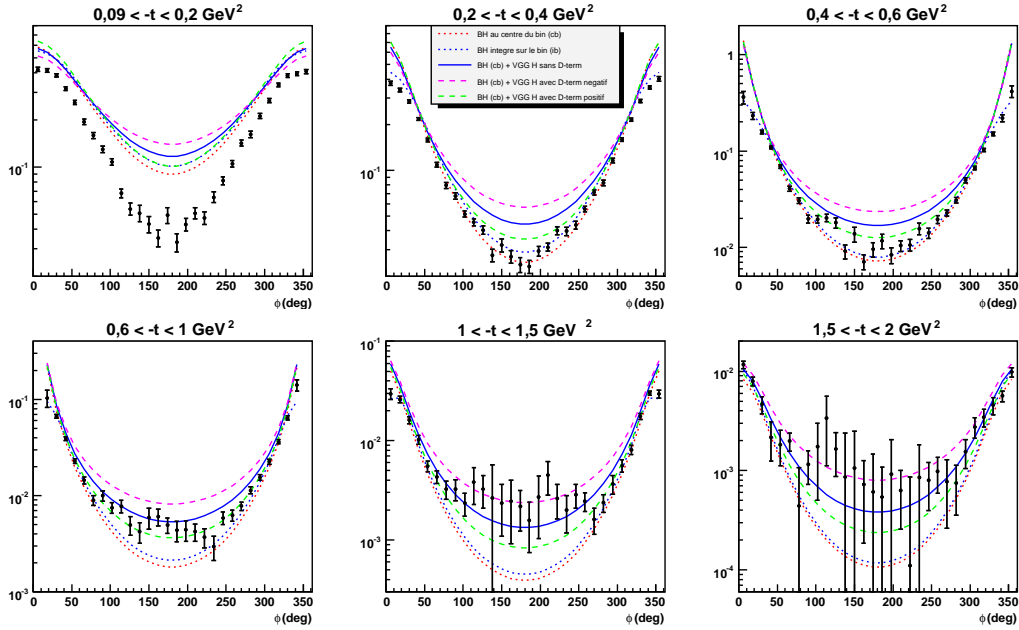 0,09 < -t < 0,2 GeV²
10⁻¹
0 50 100 150 200 250 300 350
ϕ(deg)
0,2 < -t < 0,4 GeV²
BH au centre du bin (cb)
BH integre sur le bin (ib)
BH (cb) + VGG H sans D-term
BH (cb) + VGG H avec D-term negatif
BH (cb) + VGG H avec D-term positif
10⁻¹
0 50 100 150 200 250 300 350
ϕ(deg)
0,4 < -t < 0,6 GeV²
1
10⁻¹
10⁻²
0 50 100 150 200 250 300 350
ϕ(deg)
0,6 < -t < 1 GeV²
1
10⁻¹
10⁻²
10⁻³
0 50 100 150 200 250 300 350
ϕ(deg)
1 < -t < 1,5 GeV ²
10⁻¹
10⁻²
10⁻³
0 50 100 150 200 250 300 350
ϕ(deg)
1,5 < -t < 2 GeV²
10⁻²
10⁻³
10⁻⁴
0 50 100 150 200 250 300 350
ϕ(deg)